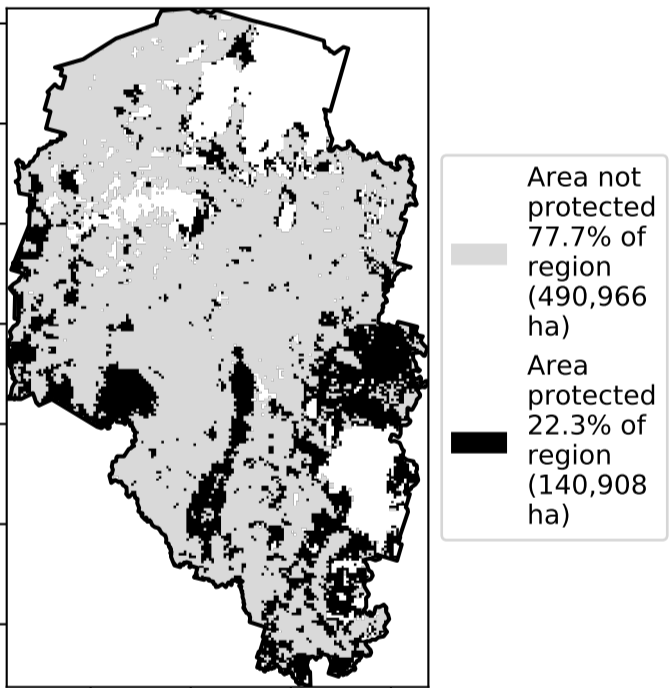 Area not
protected
77.7% of
region
(490,966
ha)
Area
protected
22.3% of
region
(140,908
ha)